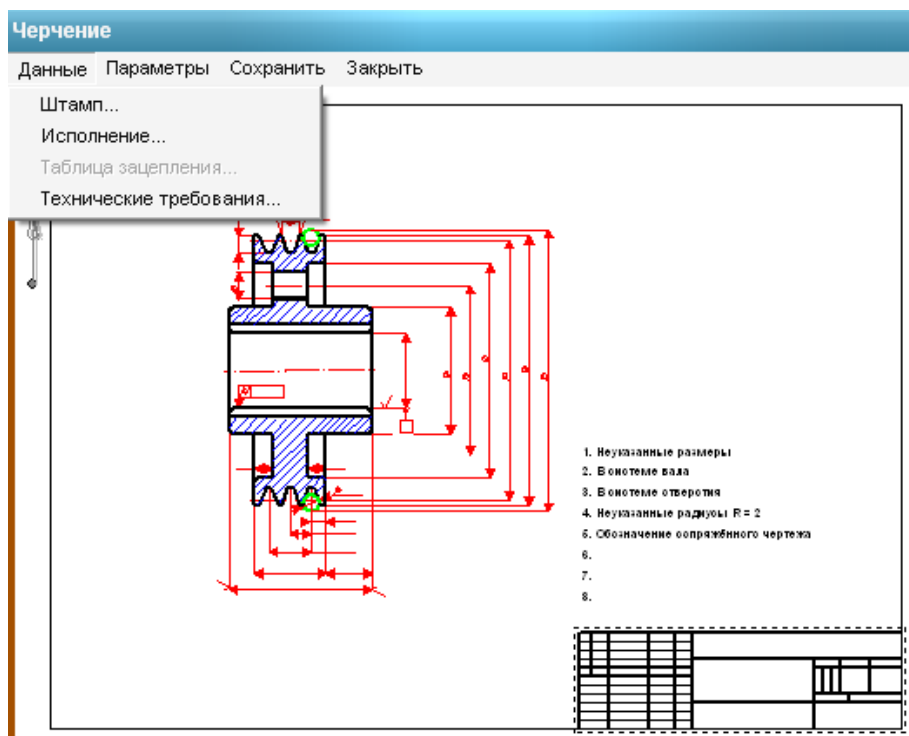 Черчение
Данные Параметры Сохранить Закрыть
Штамп...
Исполнение...
Таблица зацепления...
Технические требования...
1. Неуказанные размеры
2. В системе вала
3. В системе отверстия
4. Неуказанные радиусы R = 2
5. Обозначение сопряжённого чертежа
6.
7.
8.